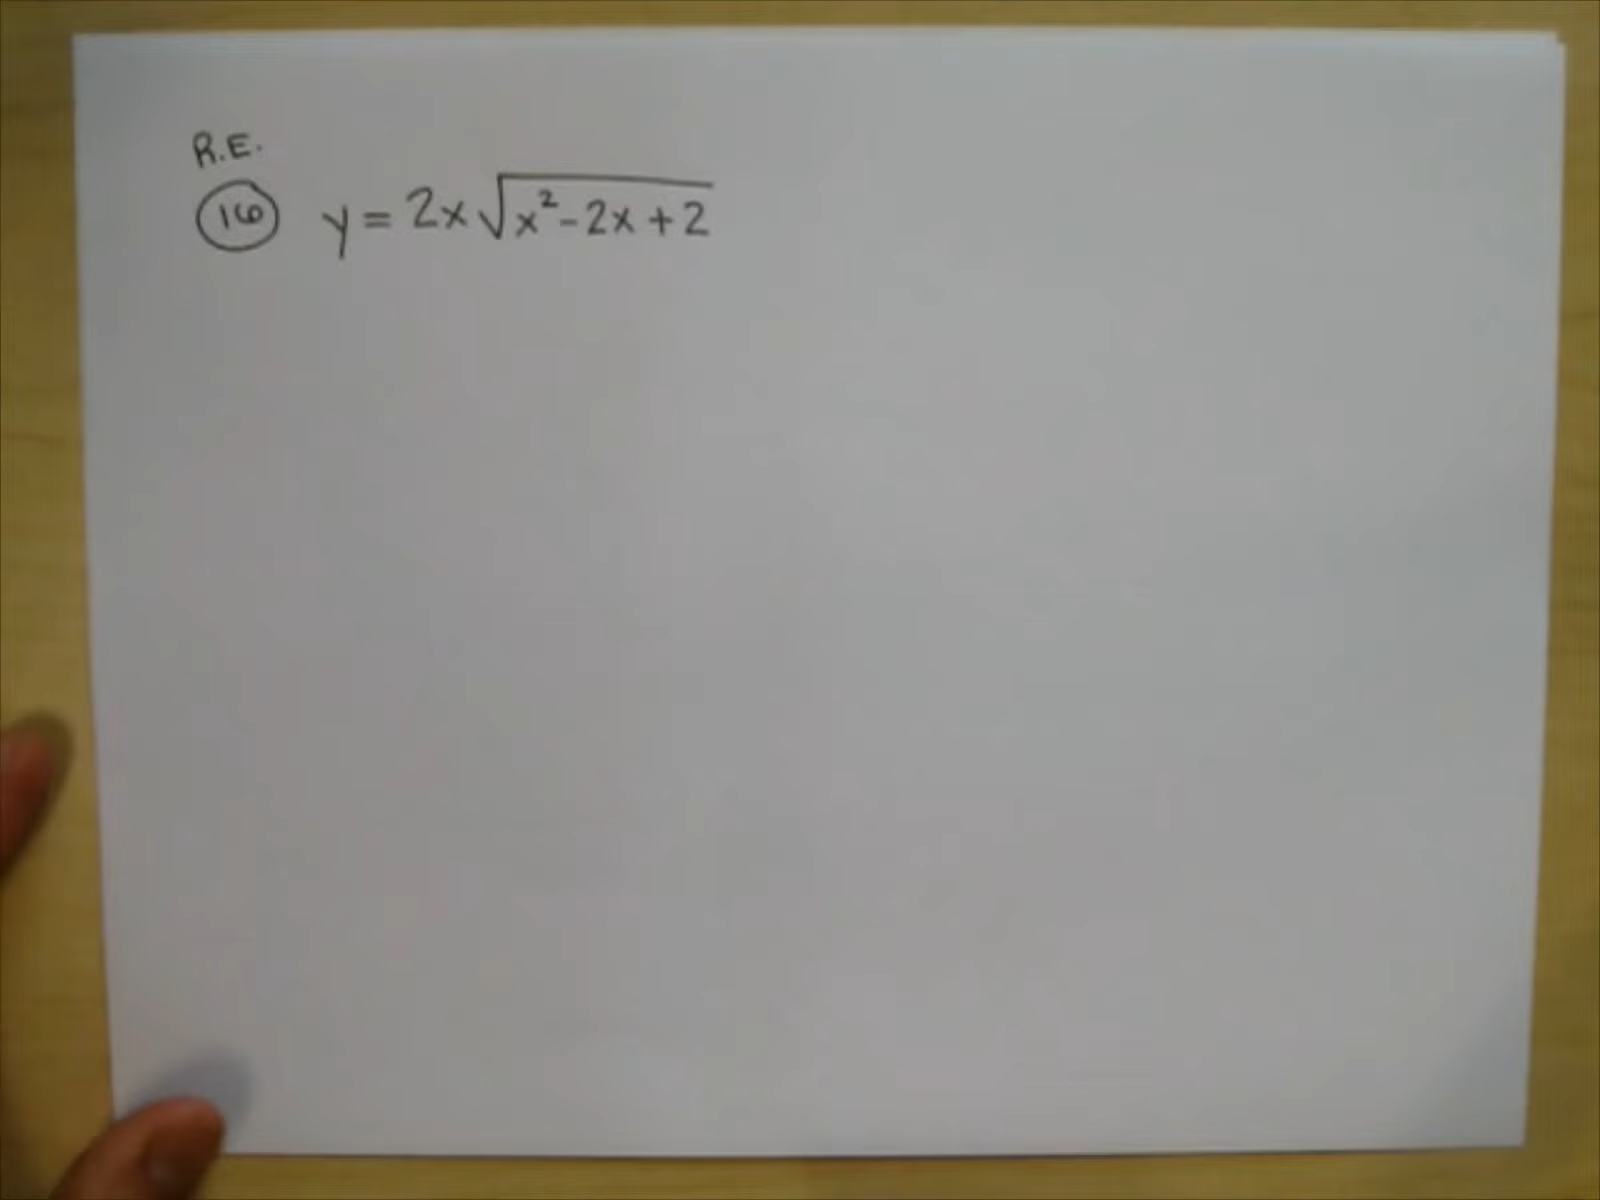 R.E.
16 y = 2x√(x² - 2x + 2)